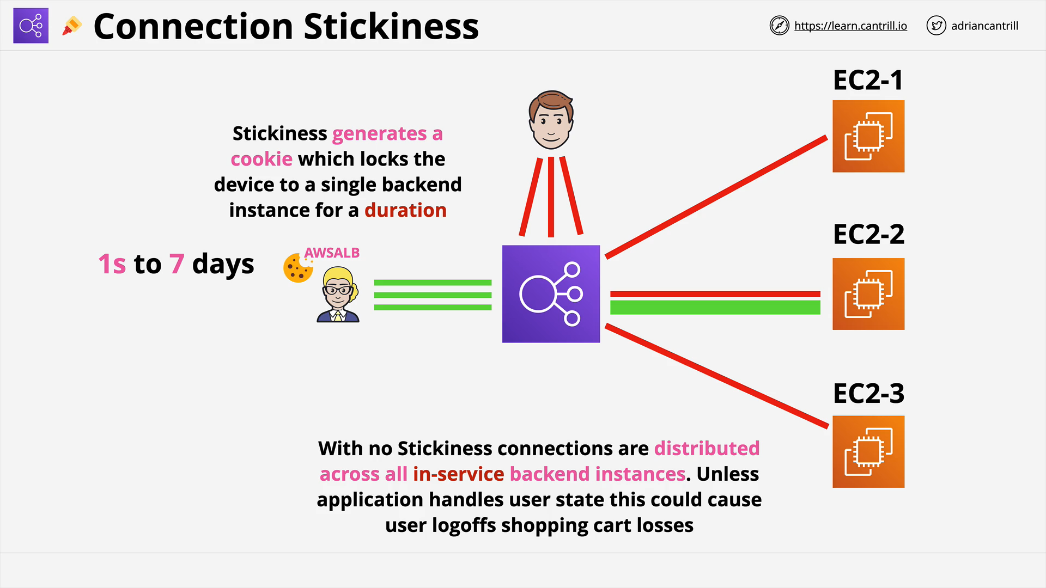 Connection Stickiness
https://learn.cantrill.io
adriancantrill
EC2-1
Stickiness generates a
cookie which locks the
device to a single backend
instance for a duration
EC2-2
AWSALB
1s to 7 days
EC2-3
With no Stickiness connections are distributed
across all in-service backend instances. Unless
application handles user state this could cause
user logoffs shopping cart losses